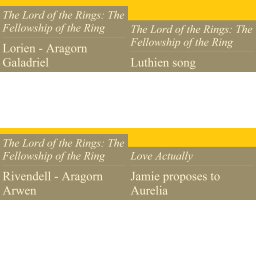 The Lord of the Rings: The
Fellowship of the Ring
Lorien - Aragorn
Galadriel
The Lord of the Rings: The
Fellowship of the Ring
Luthien song
The Lord of the Rings: The
Fellowship of the Ring
Rivendell - Aragorn
Arwen
Love Actually
Jamie proposes to
Aurelia